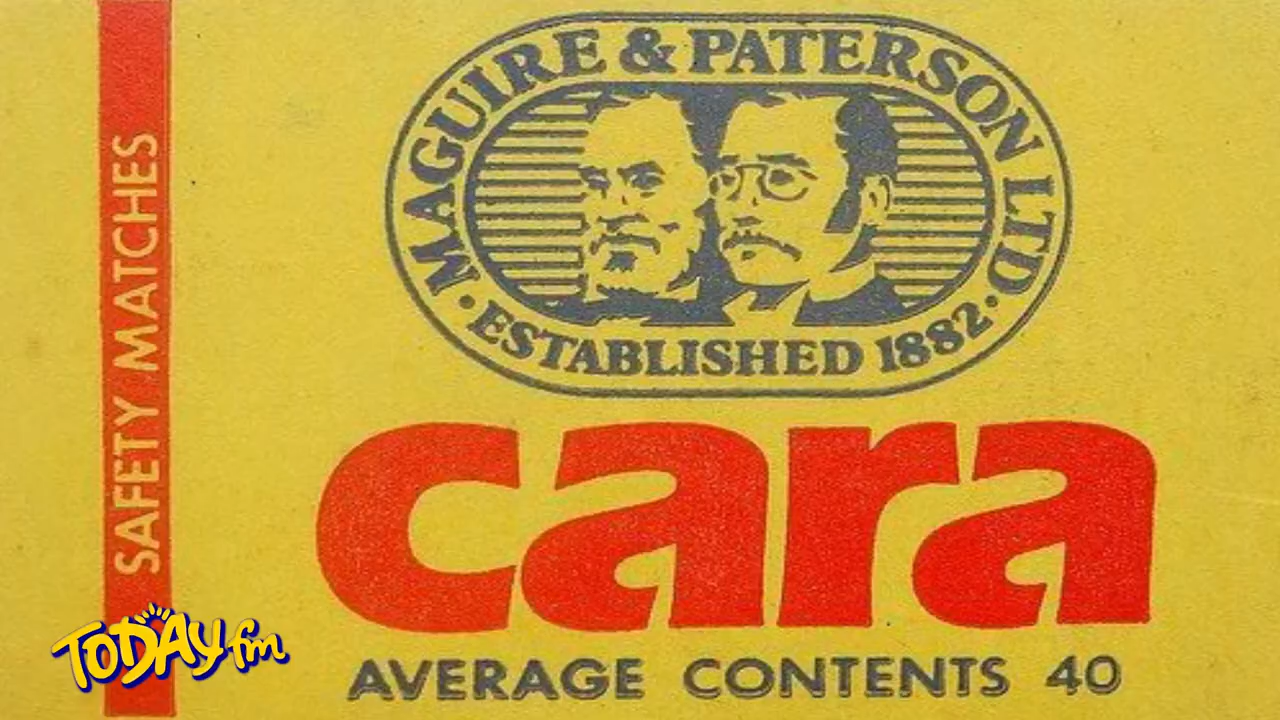 SAFETY MATCHES
MAGUIRE & PATERSON LTD
· ESTABLISHED 1882 ·
cara
AVERAGE CONTENTS 40
TODAY fm